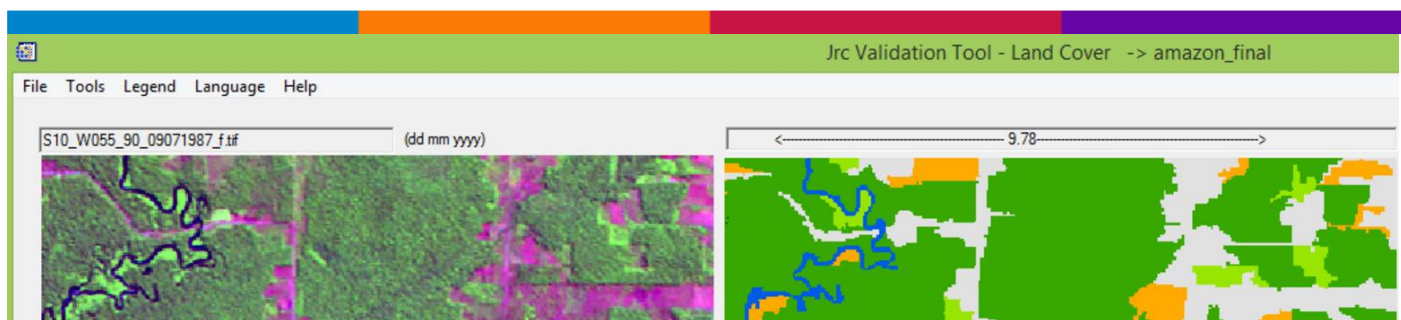 Jrc Validation Tool - Land Cover -> amazon_final
File Tools Legend Language Help
S10_W055_90_09071987_f.tif (dd mm yyyy) <---------------------------------------- 9.78---------------------------------------->